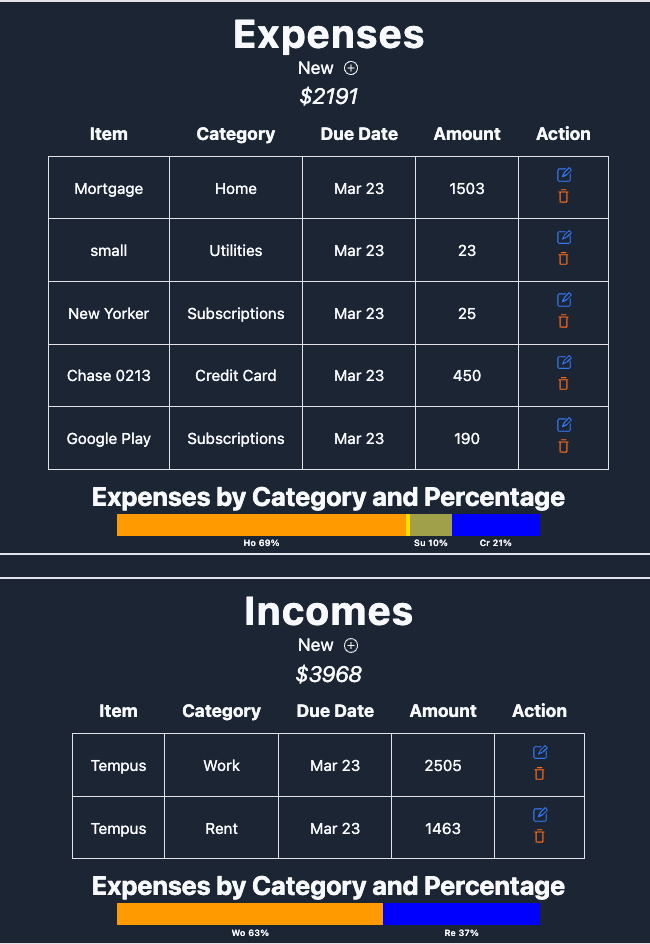 Expenses
New
$2191
Item Category Due Date Amount Action
Mortgage Home Mar 23 1503
small Utilities Mar 23 23
New Yorker Subscriptions Mar 23 25
Chase 0213 Credit Card Mar 23 450
Google Play Subscriptions Mar 23 190
Expenses by Category and Percentage
Ho 69% Su 10% Cr 21%
Incomes
New
$3968
Item Category Due Date Amount Action
Tempus Work Mar 23 2505
Tempus Rent Mar 23 1463
Expenses by Category and Percentage
Wo 63% Re 37%